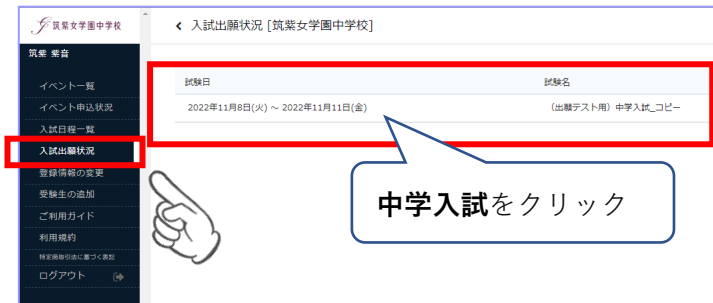 筑紫女学園中学校
入試出願状況 [筑紫女学園中学校]
筑紫 紫音
イベント一覧
イベント申込状況
入試日程一覧
入試出願状況
登録情報の変更
受験生の追加
ご利用ガイド
利用規約
特定商取引法に基づく表記
ログアウト
試験日 試験名
2022年11月8日(火) ～ 2022年11月11日(金) （出願テスト用）中学入試_コピー
中学入試をクリック